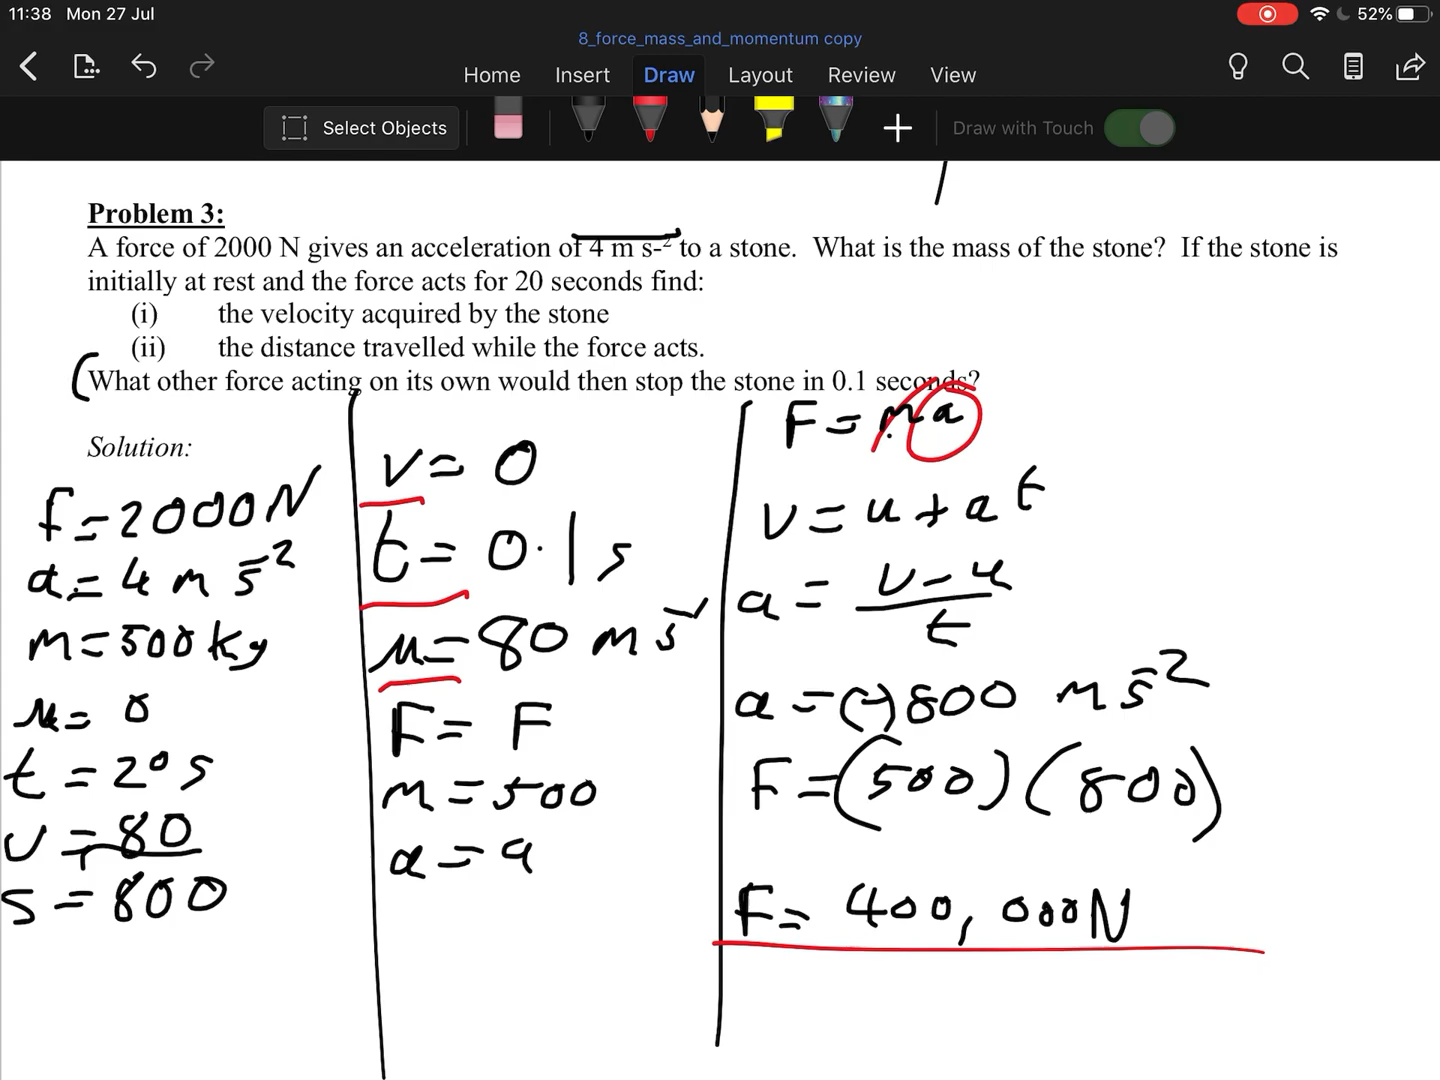 11:38 Mon 27 Jul 52%
8_force_mass_and_momentum copy
Home Insert Draw Layout Review View
Select Objects Draw with Touch
Problem 3:
A force of 2000 N gives an acceleration of 4 m s-² to a stone. What is the mass of the stone? If the stone is
initially at rest and the force acts for 20 seconds find:
(i) the velocity acquired by the stone
(ii) the distance travelled while the force acts.
(What other force acting on its own would then stop the stone in 0.1 seconds?
Solution:
f=2000N
a=4 m s⁻²
m=500kg
u=0
t=20s
v=80
s=800
v=0
t=0.1s
u=80 m s⁻¹
F=F
m=500
a=a
F=ma
v=u+at
a=v-u/t
a=(-)800 m s⁻²
F=(500)(800)
F=400,000N